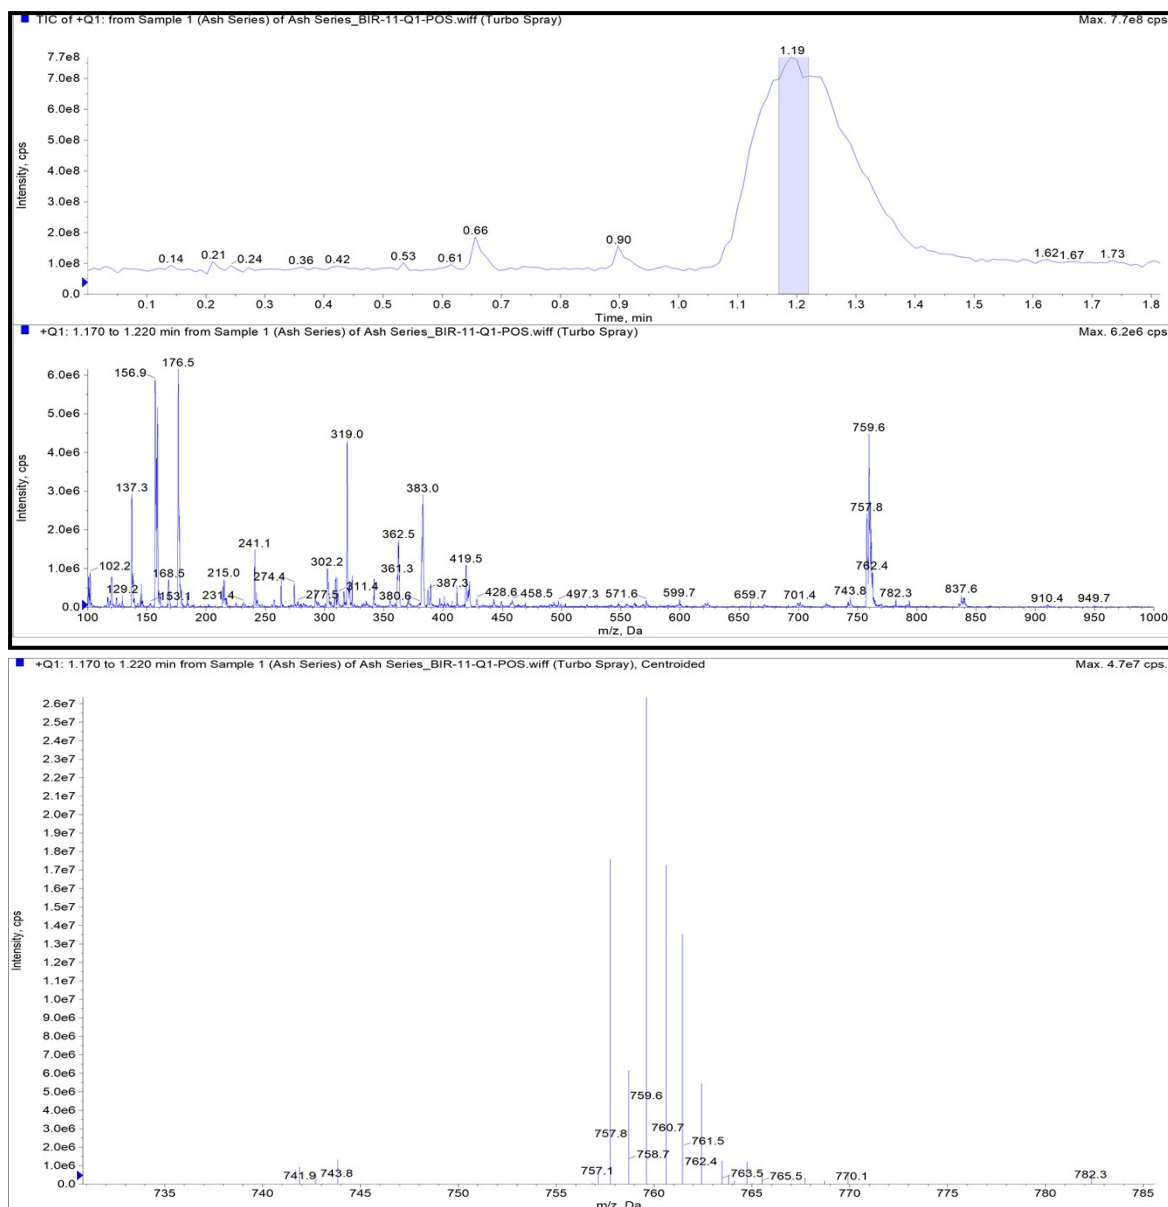 TIC of +Q1: from Sample 1 (Ash Series) of Ash Series_BIR-11-Q1-POS.wiff (Turbo Spray) Max. 7.7e8 cps
Intensity, cps
7.7e8
7.0e8
6.0e8
5.0e8
4.0e8
3.0e8
2.0e8
1.0e8
0.0
0.14 0.21 0.24 0.36 0.42 0.53 0.61 0.66 0.90 1.19 1.62 1.67 1.73
0.1 0.2 0.3 0.4 0.5 0.6 0.7 0.8 0.9 1.0 1.1 1.2 1.3 1.4 1.5 1.6 1.7 1.8
Time, min
+Q1: 1.170 to 1.220 min from Sample 1 (Ash Series) of Ash Series_BIR-11-Q1-POS.wiff (Turbo Spray) Max. 6.2e6 cps
Intensity, cps
6.0e6
5.0e6
4.0e6
3.0e6
2.0e6
1.0e6
0.0
102.2 129.2 137.3 153.1 156.9 168.5 176.5 215.0 231.4 241.1 274.4 277.5 302.2 311.4 319.0 361.3 362.5 380.6 383.0 387.3 419.5 428.6 458.5 497.3 571.6 599.7 659.7 701.4 743.8 757.8 759.6 762.4 782.3 837.6 910.4 949.7
100 150 200 250 300 350 400 450 500 550 600 650 700 750 800 850 900 950 1000
m/z, Da
+Q1: 1.170 to 1.220 min from Sample 1 (Ash Series) of Ash Series_BIR-11-Q1-POS.wiff (Turbo Spray), Centroided Max. 4.7e7 cps.
Intensity, cps
2.6e7
2.5e7
2.4e7
2.3e7
2.2e7
2.1e7
2.0e7
1.9e7
1.8e7
1.7e7
1.6e7
1.5e7
1.4e7
1.3e7
1.2e7
1.1e7
1.0e7
9.0e6
8.0e6
7.0e6
6.0e6
5.0e6
4.0e6
3.0e6
2.0e6
1.0e6
0.0
741.9 743.8 757.1 757.8 758.7 759.6 760.7 761.5 762.4 763.5 765.5 770.1 782.3
735 740 745 750 755 760 765 770 775 780 785
m/z, Da